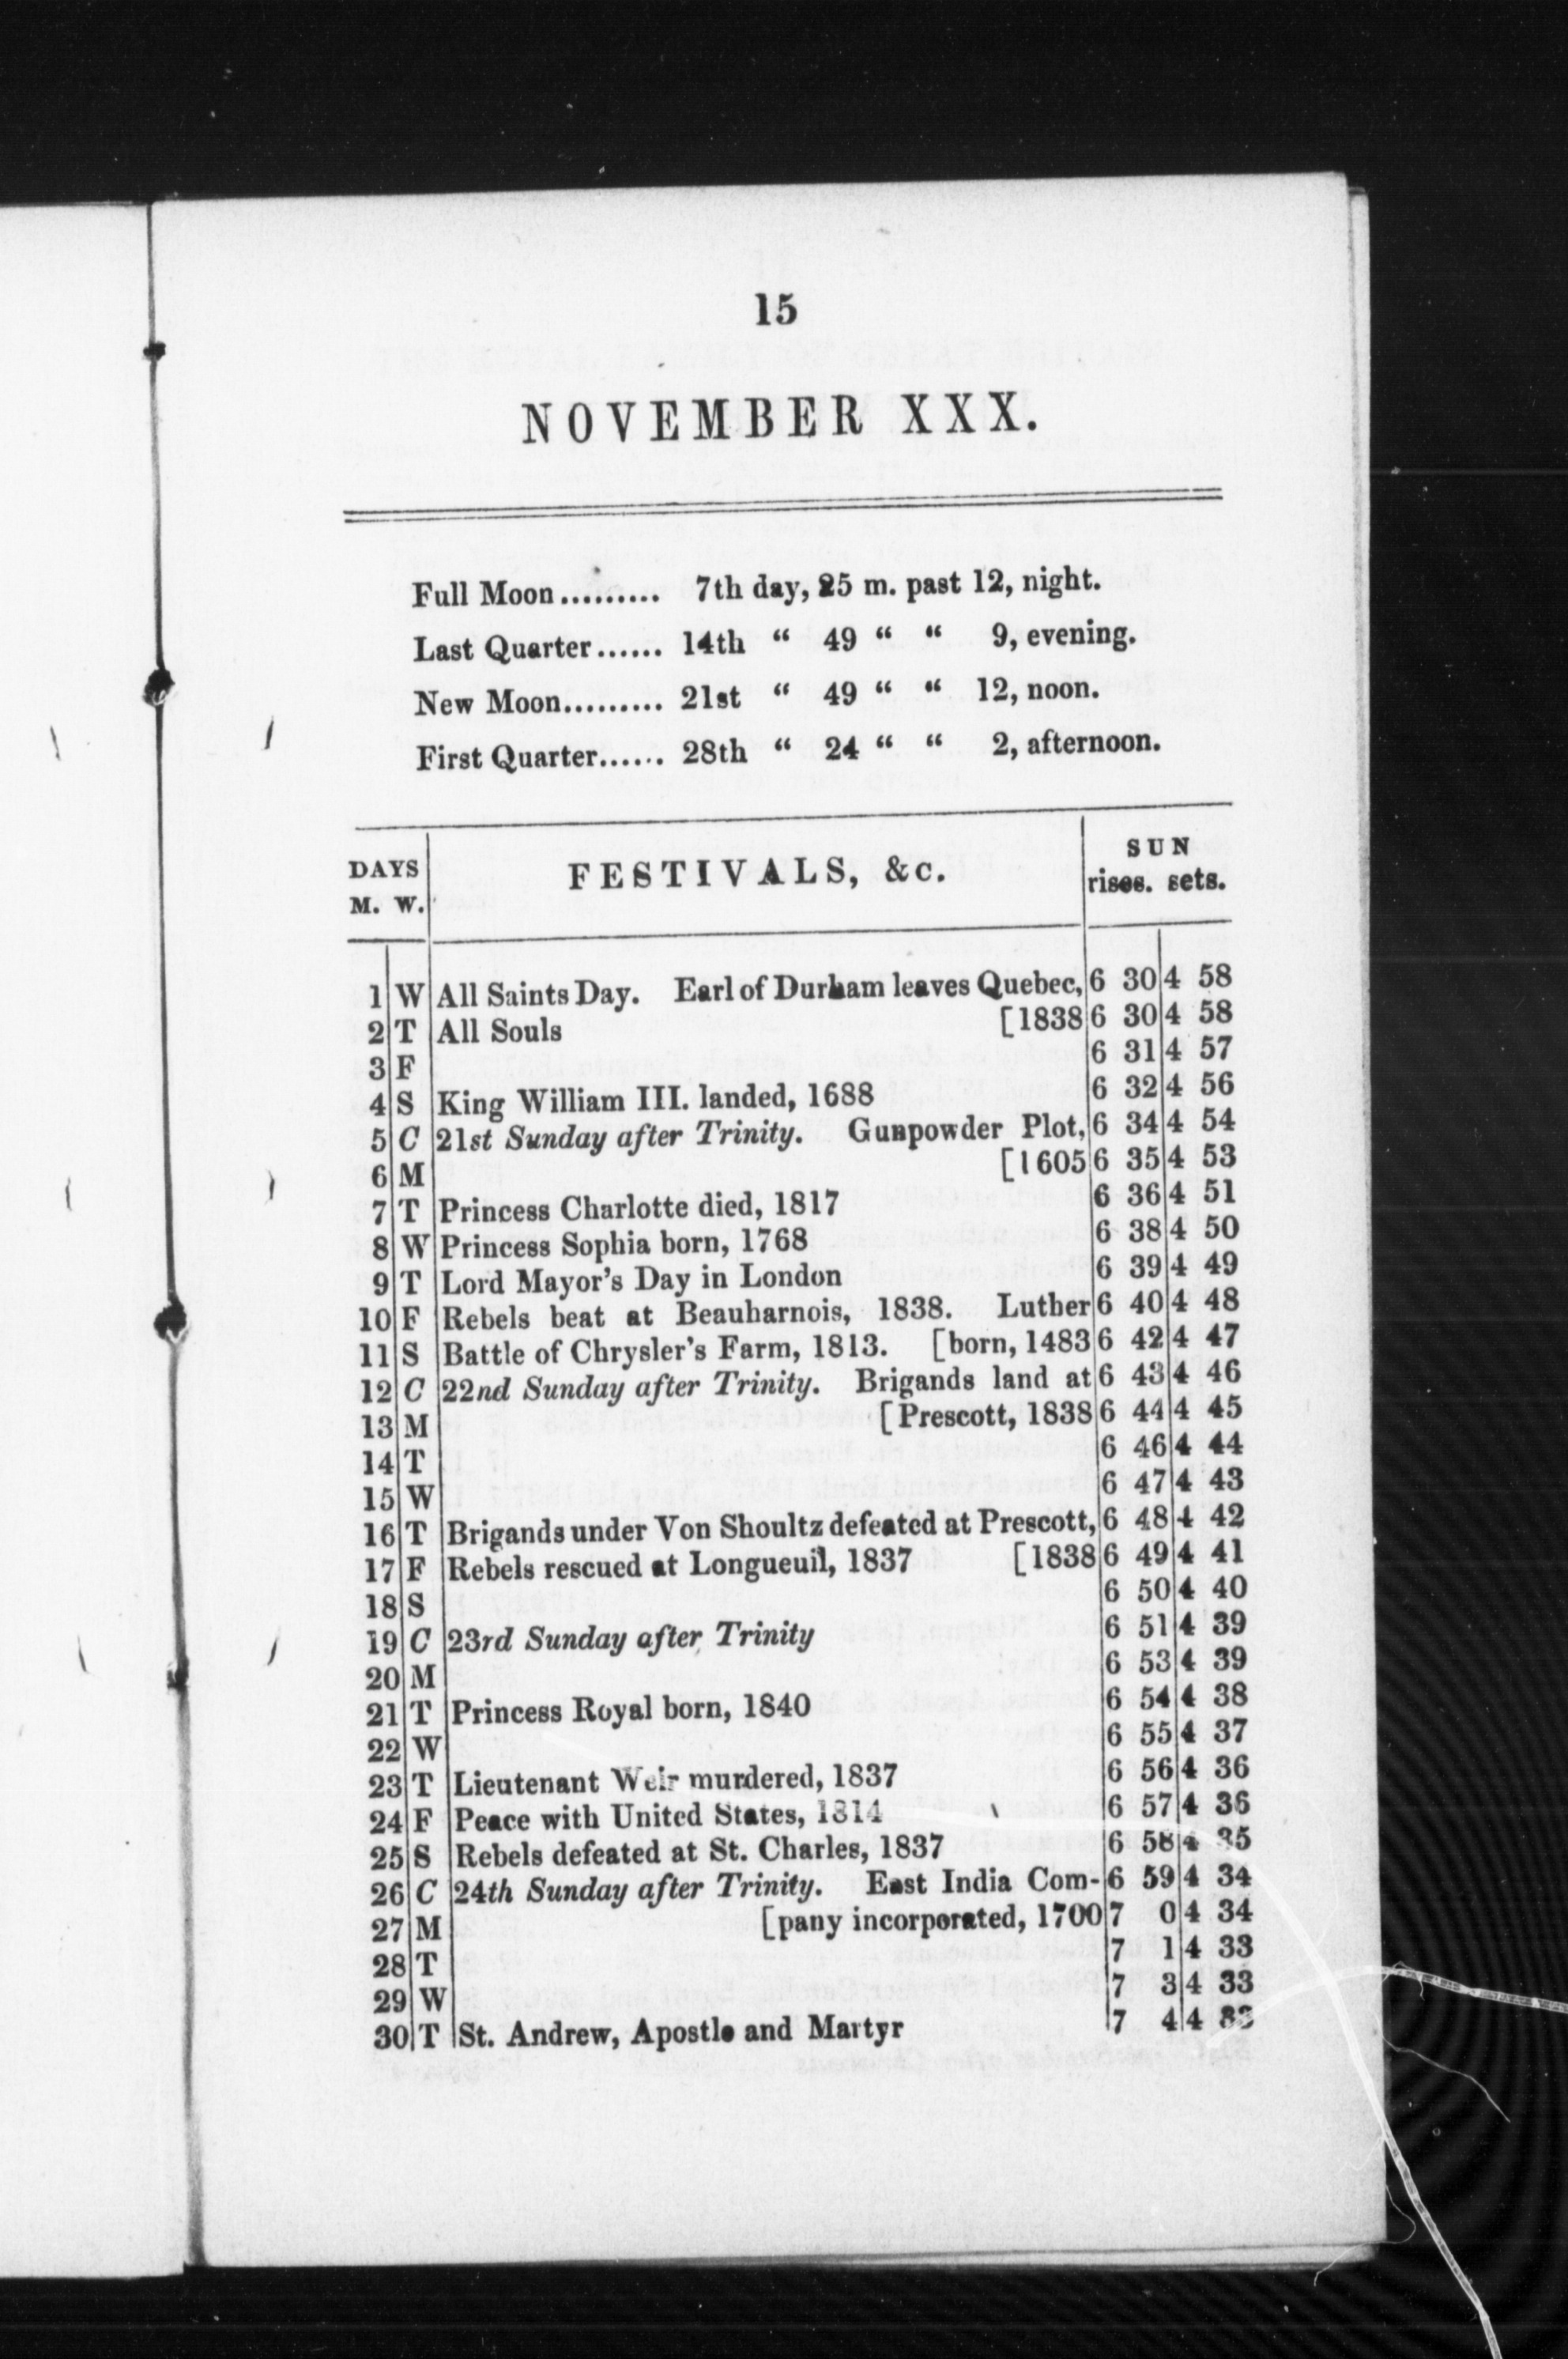 15
NOVEMBER XXX.
Full Moon......... 7th day, 25 m. past 12, night.
Last Quarter...... 14th “ 49 “ “ 9, evening.
New Moon......... 21st “ 49 “ “ 12, noon.
First Quarter...... 28th “ 24 “ “ 2, afternoon.
DAYS M. W. FESTIVALS, &c. SUN rises. sets.
1 W All Saints Day. Earl of Durham leaves Quebec, 6 30 4 58
2 T All Souls [1838 6 30 4 58
3 F 6 31 4 57
4 S King William III. landed, 1688 6 32 4 56
5 C 21st Sunday after Trinity. Gunpowder Plot, 6 34 4 54
6 M [1605 6 35 4 53
7 T Princess Charlotte died, 1817 6 36 4 51
8 W Princess Sophia born, 1768 6 38 4 50
9 T Lord Mayor’s Day in London 6 39 4 49
10 F Rebels beat at Beauharnois, 1838. Luther 6 40 4 48
11 S Battle of Chrysler’s Farm, 1813. [born, 1483 6 42 4 47
12 C 22nd Sunday after Trinity. Brigands land at 6 43 4 46
13 M [Prescott, 1838 6 44 4 45
14 T 6 46 4 44
15 W 6 47 4 43
16 T Brigands under Von Shoultz defeated at Prescott, 6 48 4 42
17 F Rebels rescued at Longueuil, 1837 [1838 6 49 4 41
18 S 6 50 4 40
19 C 23rd Sunday after Trinity 6 51 4 39
20 M 6 53 4 39
21 T Princess Royal born, 1840 6 54 4 38
22 W 6 55 4 37
23 T Lieutenant Weir murdered, 1837 6 56 4 36
24 F Peace with United States, 1814 6 57 4 36
25 S Rebels defeated at St. Charles, 1837 6 58 4 35
26 C 24th Sunday after Trinity. East India Com- 6 59 4 34
27 M [pany incorporated, 1700 7 0 4 34
28 T 7 1 4 33
29 W 7 3 4 33
30 T St. Andrew, Apostle and Martyr 7 4 4 33